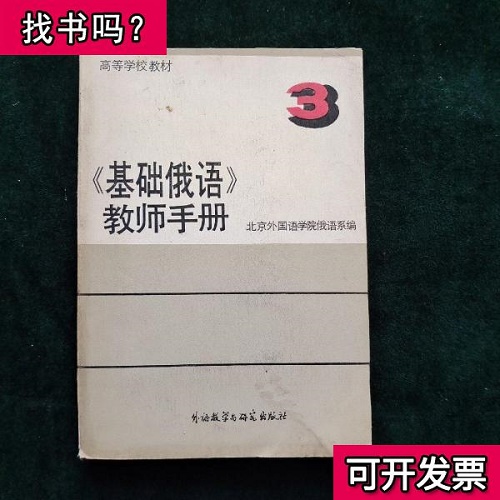 找书吗？
高等学校教材
3
《基础俄语》
教师手册
北京外国语学院俄语系编
外语教学与研究出版社
可开发票